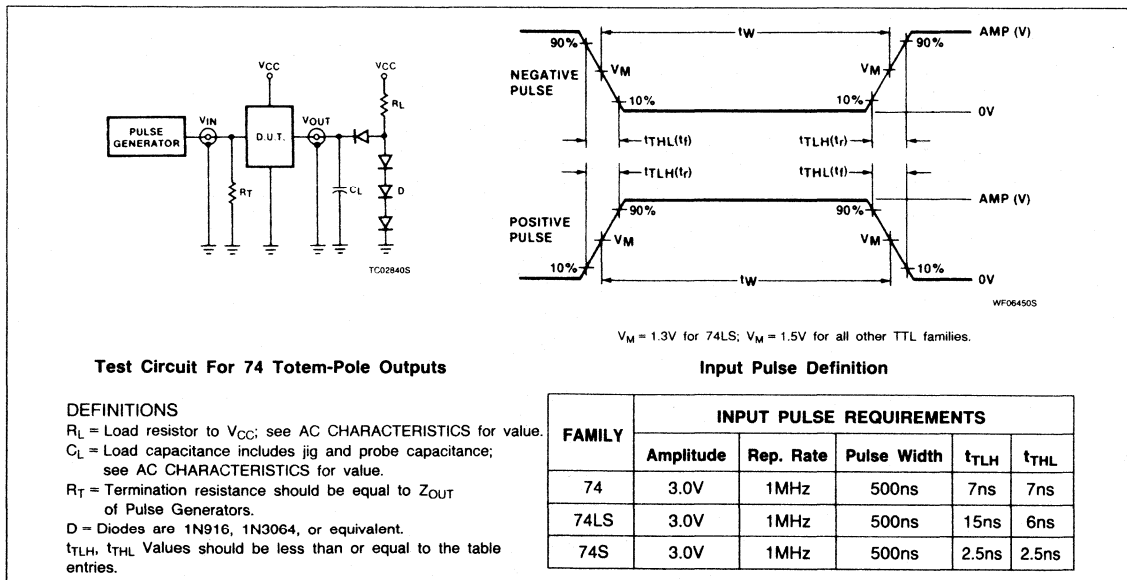 VCC
VCC
RL
PULSE GENERATOR
VIN
D.U.T.
VOUT
RT
CL
D
TC02840S
tW
AMP (V)
90%
90%
NEGATIVE PULSE
VM
VM
10%
10%
0V
tTHL(tf)
tTLH(tr)
tTLH(tr)
tTHL(tf)
AMP (V)
90%
90%
POSITIVE PULSE
VM
VM
10%
10%
tW
0V
WF06450S
VM = 1.3V for 74LS; VM = 1.5V for all other TTL families.
Test Circuit For 74 Totem-Pole Outputs
Input Pulse Definition
DEFINITIONS
RL = Load resistor to VCC; see AC CHARACTERISTICS for value.
CL = Load capacitance includes jig and probe capacitance;
see AC CHARACTERISTICS for value.
RT = Termination resistance should be equal to ZOUT
of Pulse Generators.
D = Diodes are 1N916, 1N3064, or equivalent.
tTLH, tTHL Values should be less than or equal to the table
entries.
FAMILY INPUT PULSE REQUIREMENTS
Amplitude Rep. Rate Pulse Width tTLH tTHL
74 3.0V 1MHz 500ns 7ns 7ns
74LS 3.0V 1MHz 500ns 15ns 6ns
74S 3.0V 1MHz 500ns 2.5ns 2.5ns